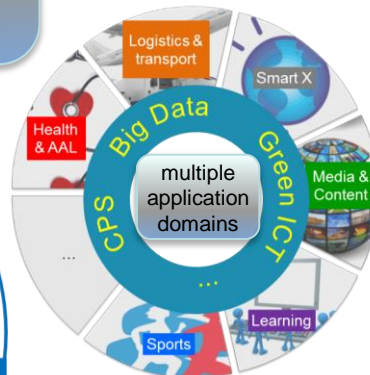 Logistics &
transport
Smart X
Health
& AAL
Big Data
Green ICT
CPS
multiple
application
domains
Media &
Content
...
...
Learning
Sports